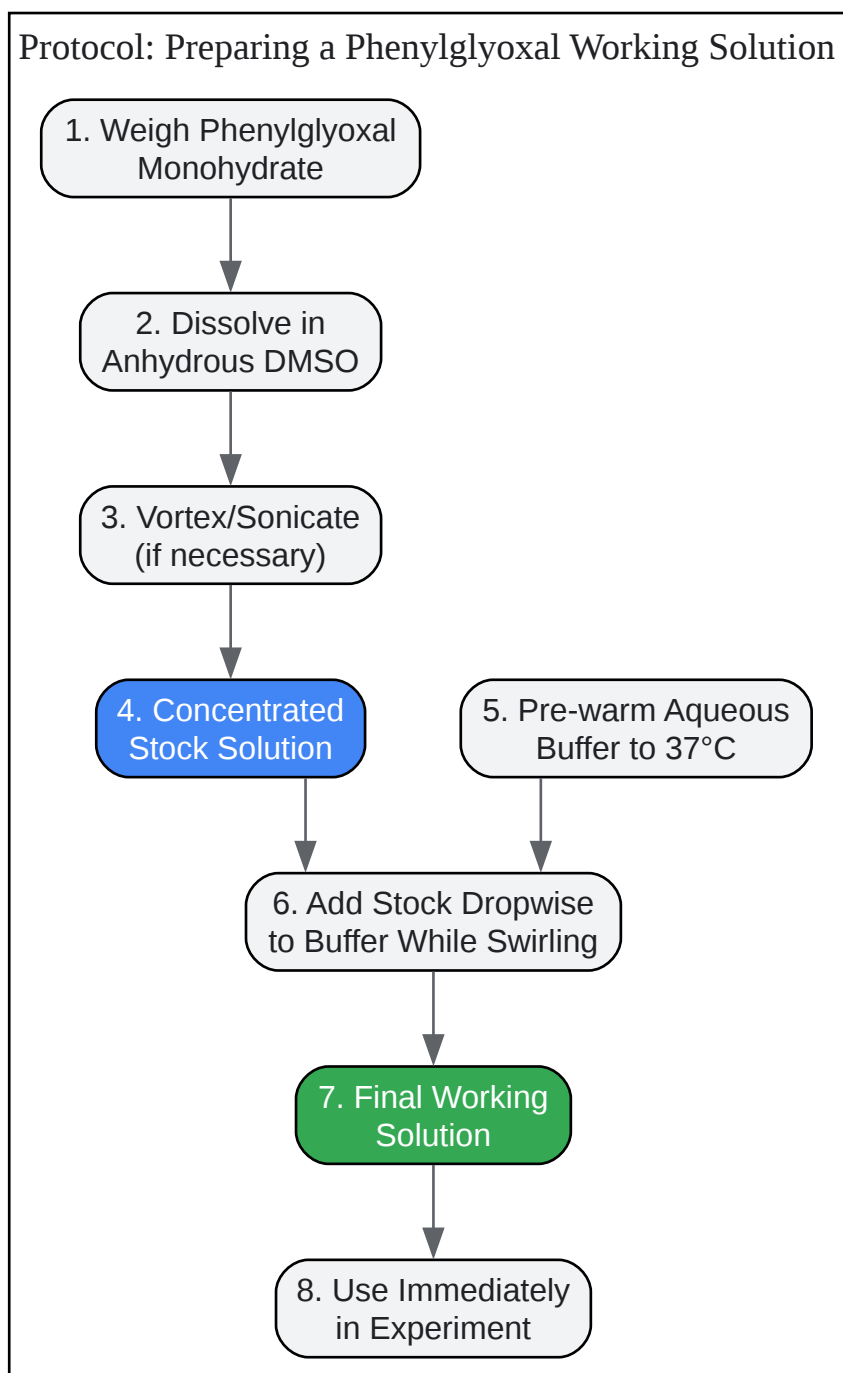 Protocol: Preparing a Phenylglyoxal Working Solution
1. Weigh Phenylglyoxal
Monohydrate
2. Dissolve in
Anhydrous DMSO
3. Vortex/Sonicate
(if necessary)
4. Concentrated
Stock Solution
5. Pre-warm Aqueous
Buffer to 37°C
6. Add Stock Dropwise
to Buffer While Swirling
7. Final Working
Solution
8. Use Immediately
in Experiment